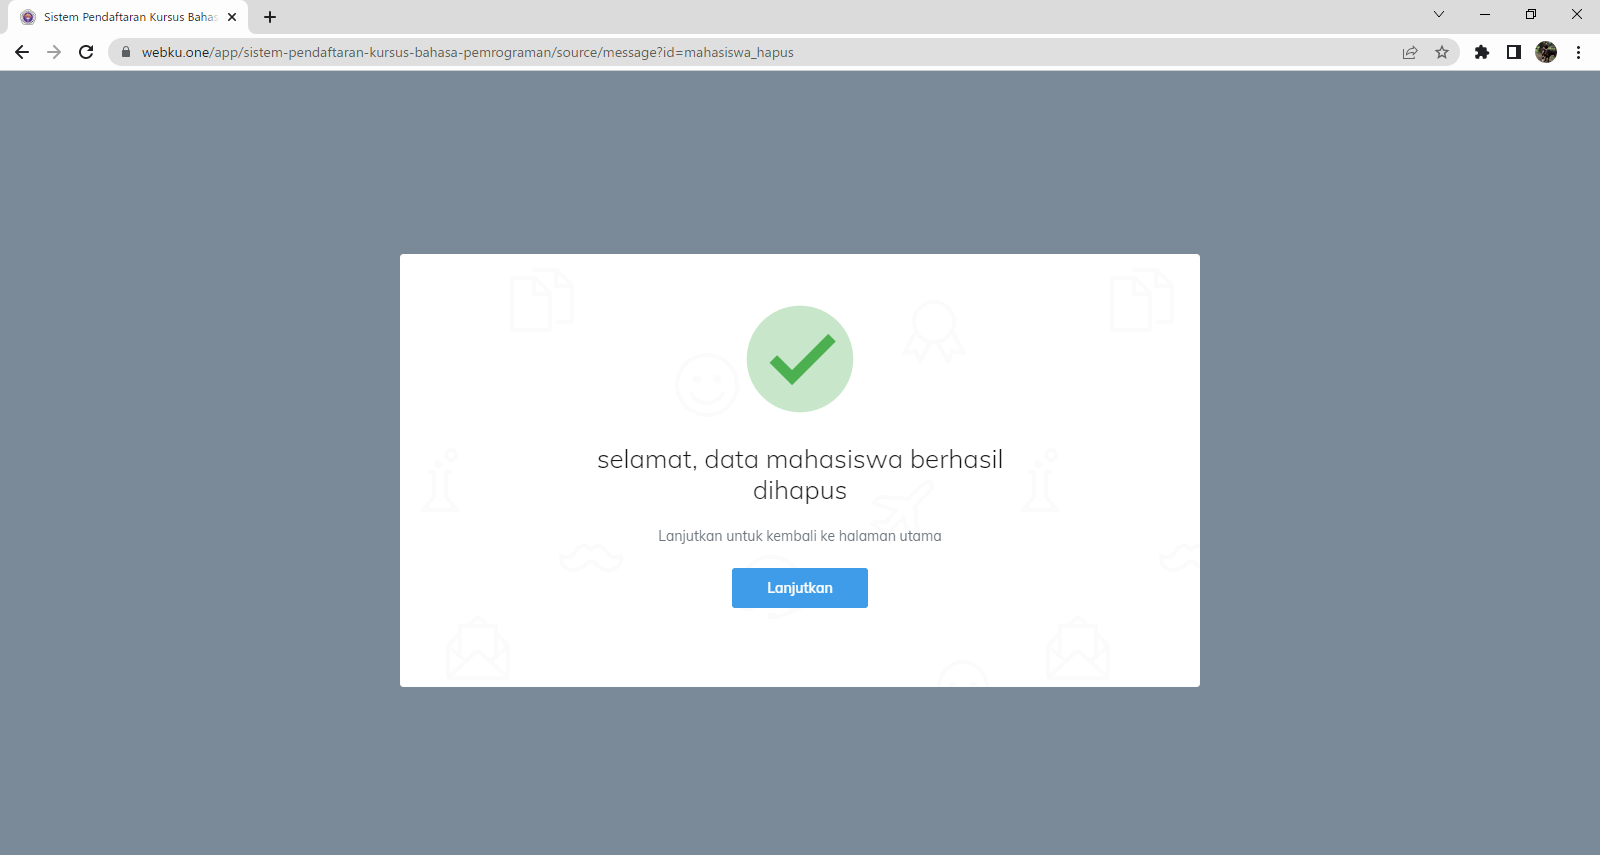 Sistem Pendaftaran Kursus Bahas
webku.one/app/sistem-pendaftaran-kursus-bahasa-pemrograman/source/message?id=mahasiswa_hapus
selamat, data mahasiswa berhasil
dihapus
Lanjutkan untuk kembali ke halaman utama
Lanjutkan